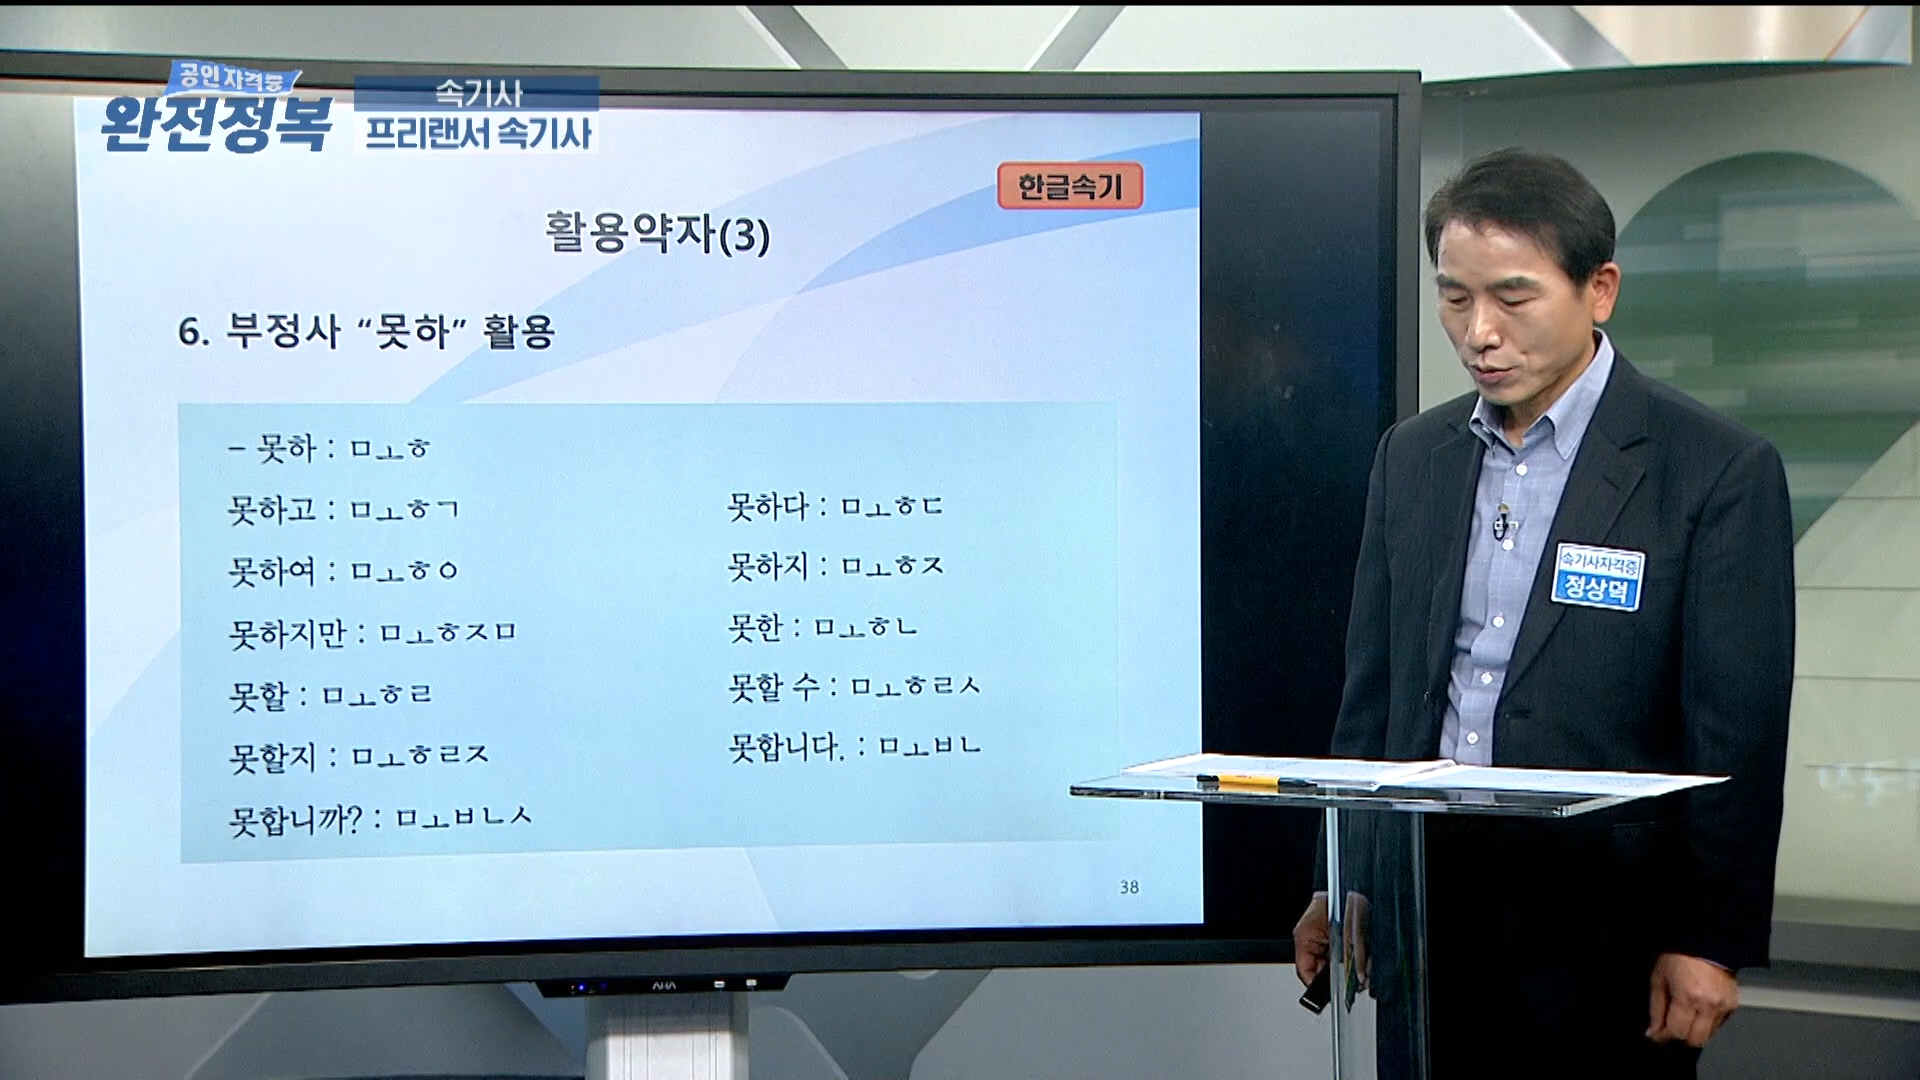 공인 자격증
완전정복
속기사
프리랜서 속기사
한글속기
활용약자(3)
6. 부정사 “못하” 활용
- 못하 : ㅁㅗㅎ
못하고 : ㅁㅗㅎㄱ
못하다 : ㅁㅗㅎㄷ
못하여 : ㅁㅗㅎㅇ
못하지 : ㅁㅗㅎㅈ
못하지만 : ㅁㅗㅎㅈㅁ
못한 : ㅁㅗㅎㄴ
못할 : ㅁㅗㅎㄹ
못할 수 : ㅁㅗㅎㄹㅅ
못할지 : ㅁㅗㅎㄹㅈ
못합니다. : ㅁㅗㅂㄴ
못합니까? : ㅁㅗㅂㄴㅅ
38
속기사자격증
정상덕
AHA